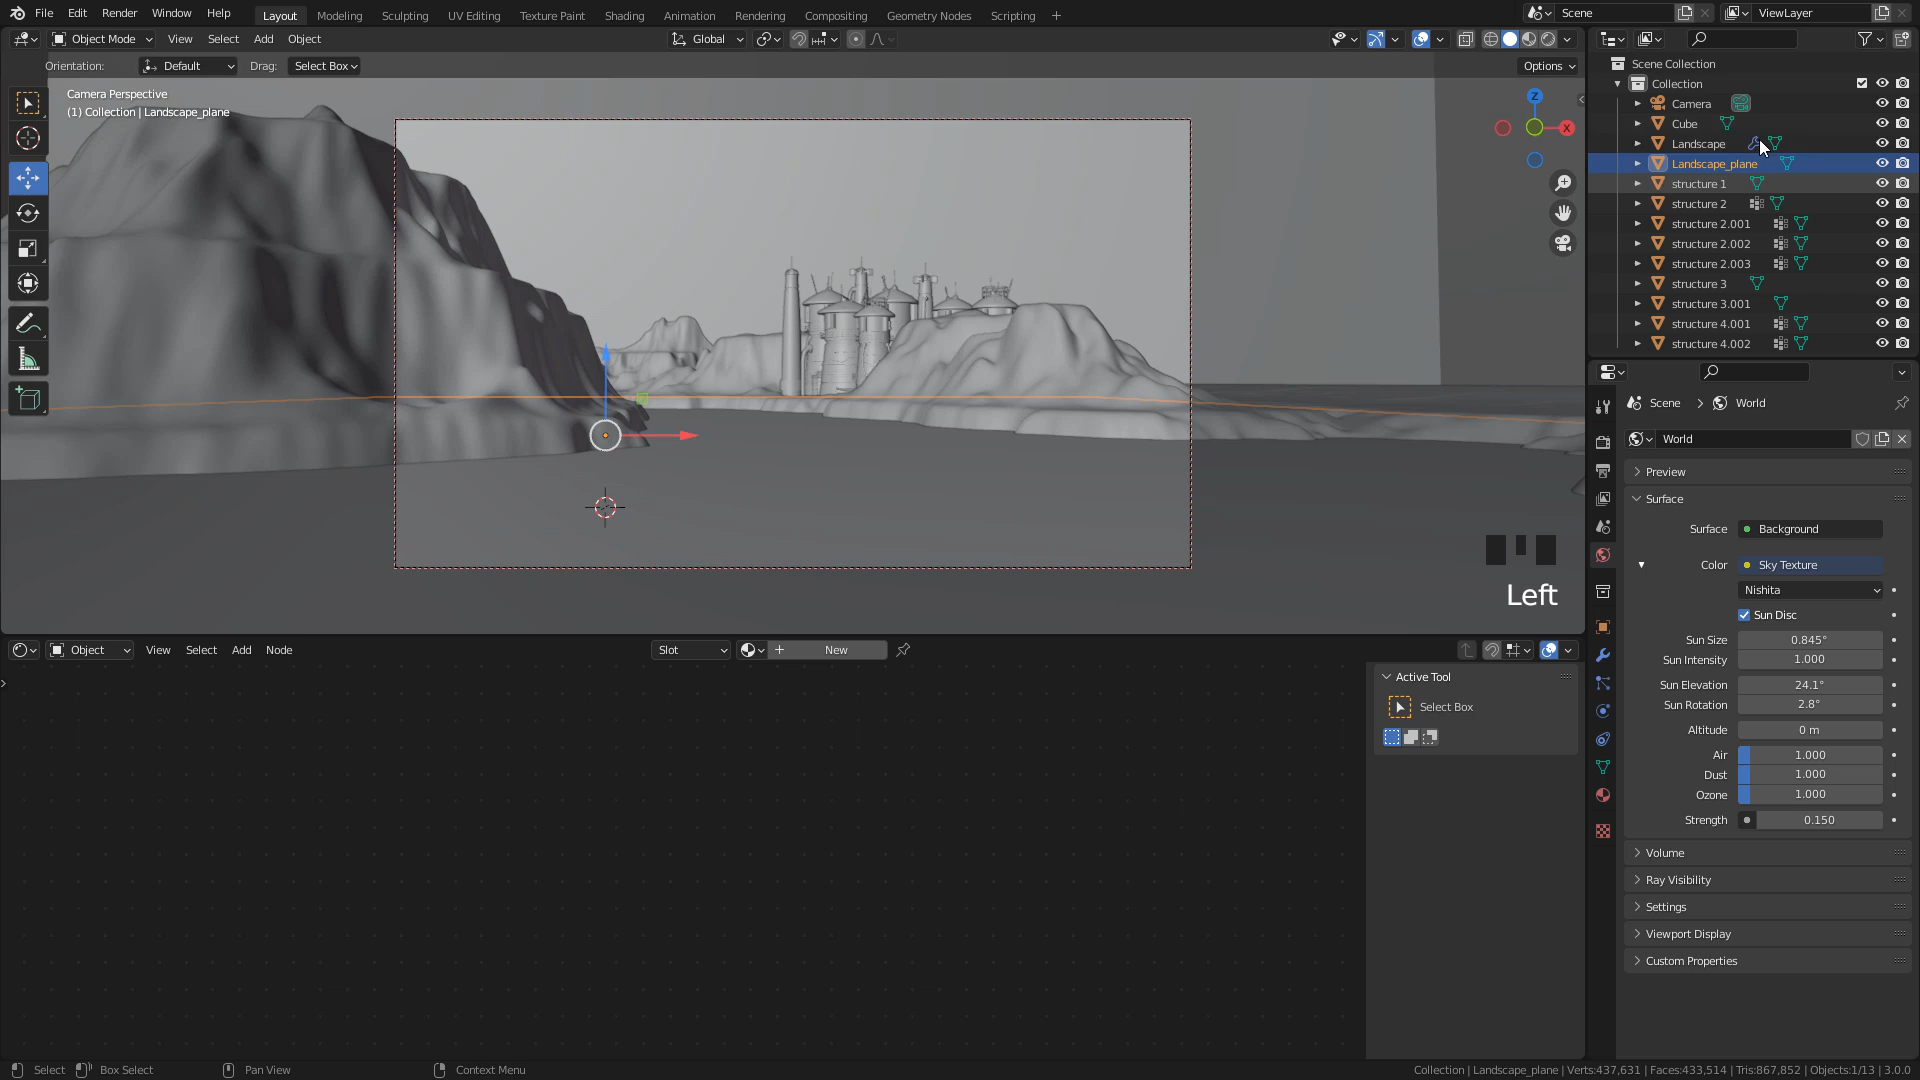 File Edit Render Window Help Layout Modeling Sculpting UV Editing Texture Paint Shading Animation Rendering Compositing Geometry Nodes Scripting +
Scene ViewLayer
Object Mode View Select Add Object Global
Orientation: Default Drag: Select Box Options
Camera Perspective
(1) Collection | Landscape_plane
Z
X
Left
Scene Collection
Collection
Camera
Cube
Landscape
Landscape_plane
structure 1
structure 2
structure 2.001
structure 2.002
structure 2.003
structure 3
structure 3.001
structure 4.001
structure 4.002
Scene > World
World
Preview
Surface
Surface Background
Color Sky Texture
Nishita
Sun Disc
Sun Size 0.845°
Sun Intensity 1.000
Sun Elevation 24.1°
Sun Rotation 2.8°
Altitude 0 m
Air 1.000
Dust 1.000
Ozone 1.000
Strength 0.150
Volume
Ray Visibility
Settings
Viewport Display
Custom Properties
Object View Select Add Node Slot + New
Active Tool
Select Box
Select Box Select Pan View Context Menu
Collection | Landscape_plane | Verts:437,631 | Faces:433,514 | Tris:867,852 | Objects:1/13 | 3.0.0